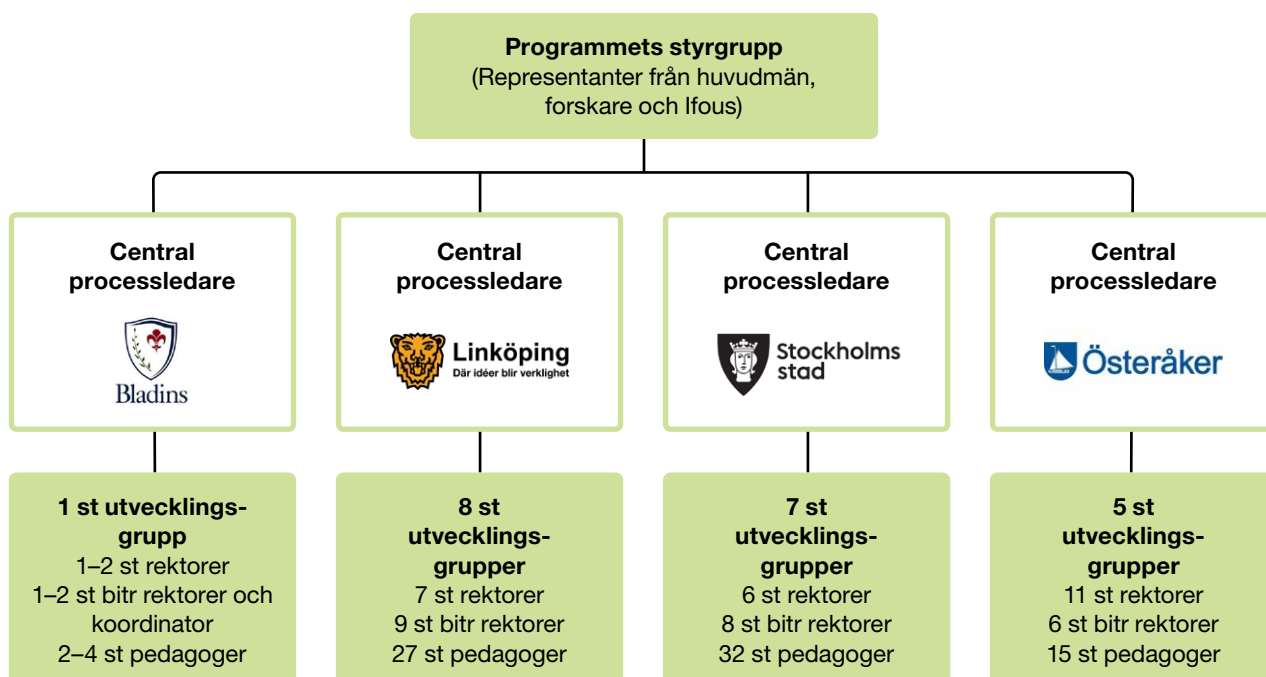 Programmets styrgrupp
(Representanter från huvudmän,
forskare och Ifous)
Central
processledare
Bladins
Central
processledare
Linköping
Där idéer blir verklighet
Central
processledare
Stockholms
stad
Central
processledare
Österåker
1 st utvecklings-
grupp
1–2 st rektorer
1–2 st bitr rektorer och
koordinator
2–4 st pedagoger
8 st
utvecklings-
grupper
7 st rektorer
9 st bitr rektorer
27 st pedagoger
7 st
utvecklings-
grupper
6 st rektorer
8 st bitr rektorer
32 st pedagoger
5 st
utvecklings-
grupper
11 st rektorer
6 st bitr rektorer
15 st pedagoger